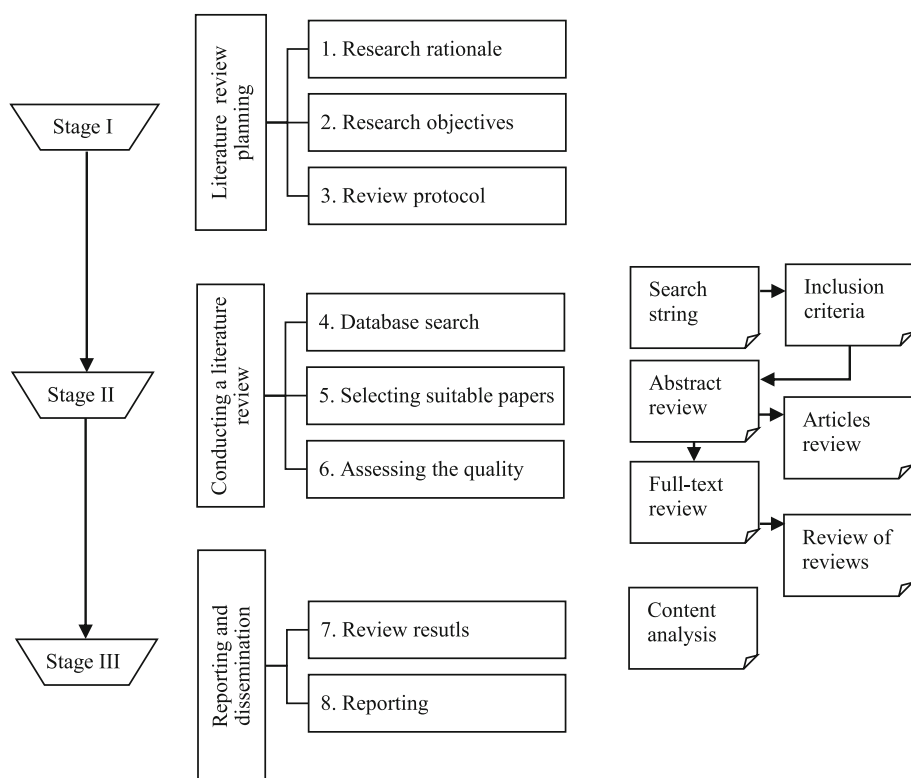 Stage I
Literature review
planning
1. Research rationale
2. Research objectives
3. Review protocol
Stage II
Conducting a literature
review
4. Database search
5. Selecting suitable papers
6. Assessing the quality
Search
string
Inclusion
criteria
Abstract
review
Articles
review
Full-text
review
Review of
reviews
Stage III
Reporting and
dissemination
7. Review resutls
8. Reporting
Content
analysis